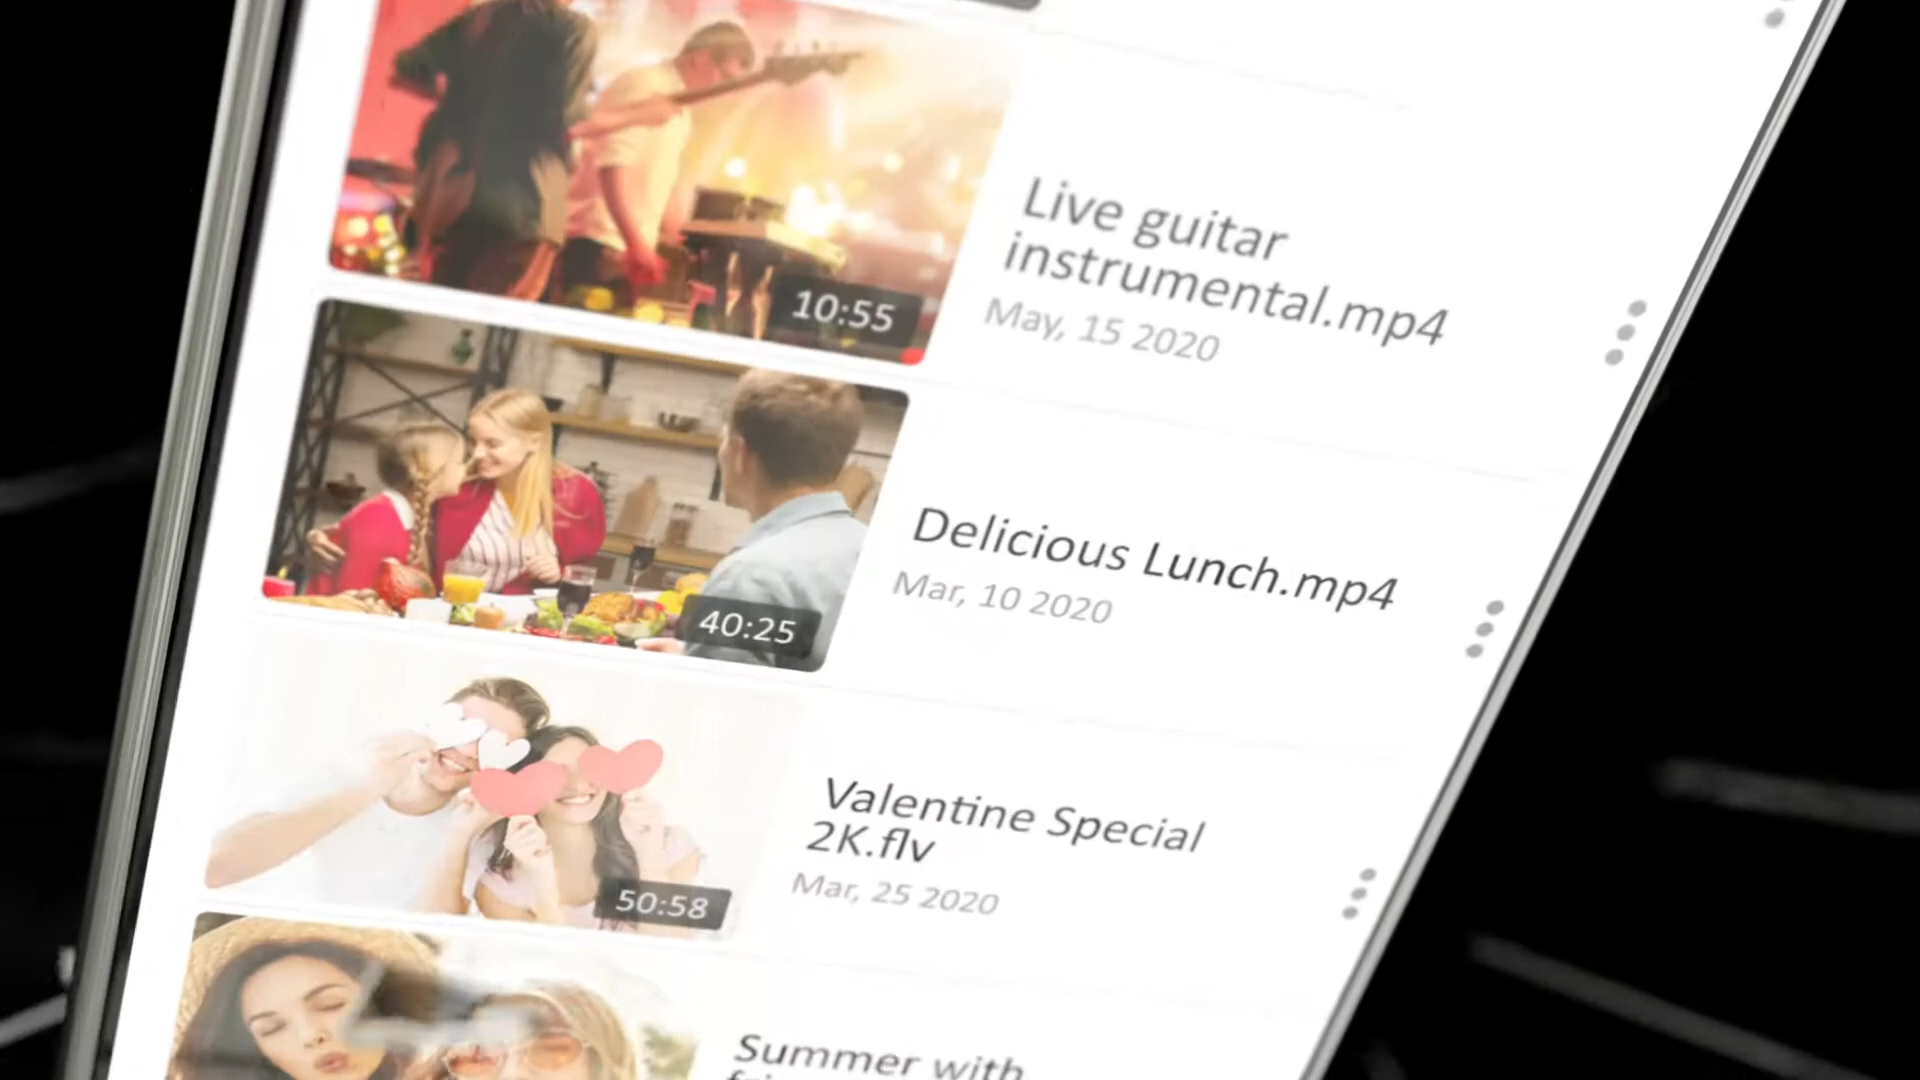 10:55
Live guitar
instrumental.mp4
May, 15 2020
40:25
Delicious Lunch.mp4
Mar, 10 2020
50:58
Valentine Special
2K.flv
Mar, 25 2020
Summer with